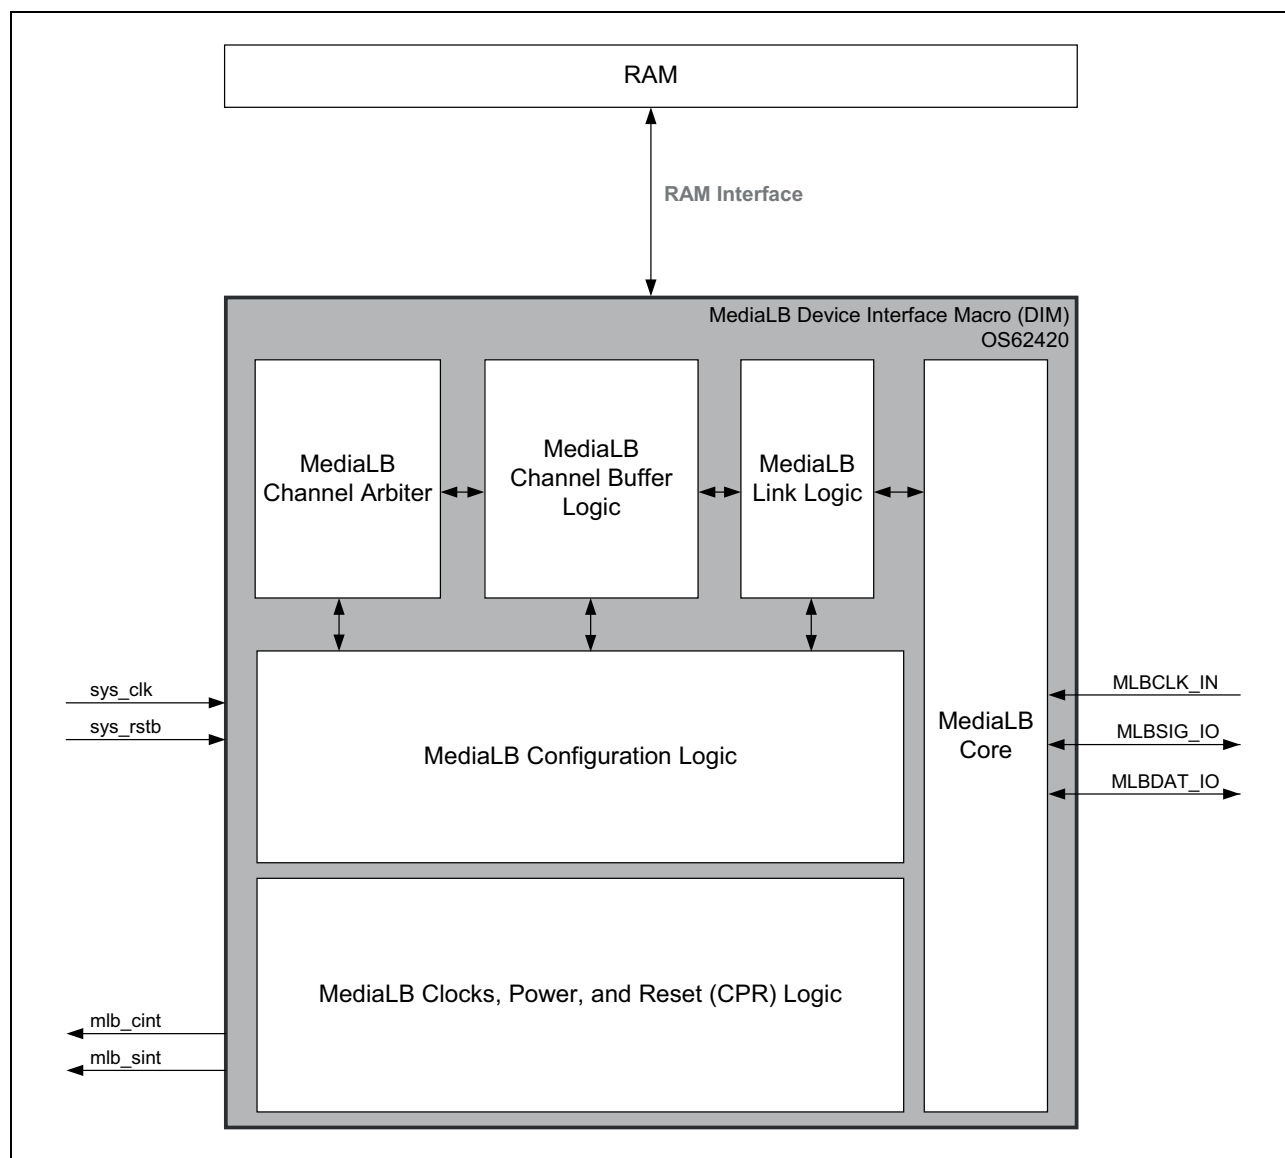 RAM
RAM Interface
MediaLB Device Interface Macro (DIM)
OS62420
MediaLB
Channel Arbiter
MediaLB
Channel Buffer
Logic
MediaLB
Link Logic
sys_clk
sys_rstb
MediaLB Configuration Logic
MediaLB
Core
MLBCLK_IN
MLBSIG_IO
MLBDAT_IO
MediaLB Clocks, Power, and Reset (CPR) Logic
mlb_cint
mlb_sint